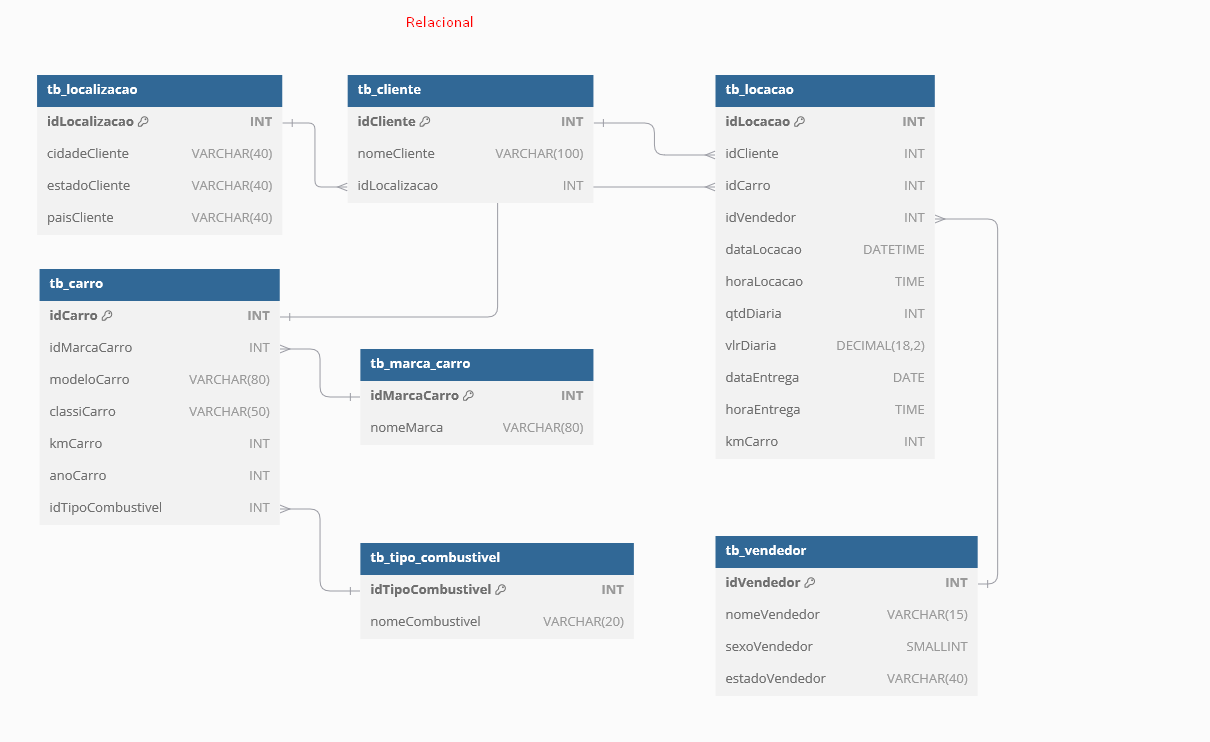 Relacional
tb_localizacao
idLocalizacao INT
cidadeCliente VARCHAR(40)
estadoCliente VARCHAR(40)
paisCliente VARCHAR(40)
tb_cliente
idCliente INT
nomeCliente VARCHAR(100)
idLocalizacao INT
tb_locacao
idLocacao INT
idCliente INT
idCarro INT
idVendedor INT
dataLocacao DATETIME
horaLocacao TIME
qtdDiaria INT
vlrDiaria DECIMAL(18,2)
dataEntrega DATE
horaEntrega TIME
kmCarro INT
tb_carro
idCarro INT
idMarcaCarro INT
modeloCarro VARCHAR(80)
classiCarro VARCHAR(50)
kmCarro INT
anoCarro INT
idTipoCombustivel INT
tb_marca_carro
idMarcaCarro INT
nomeMarca VARCHAR(80)
tb_tipo_combustivel
idTipoCombustivel INT
nomeCombustivel VARCHAR(20)
tb_vendedor
idVendedor INT
nomeVendedor VARCHAR(15)
sexoVendedor SMALLINT
estadoVendedor VARCHAR(40)